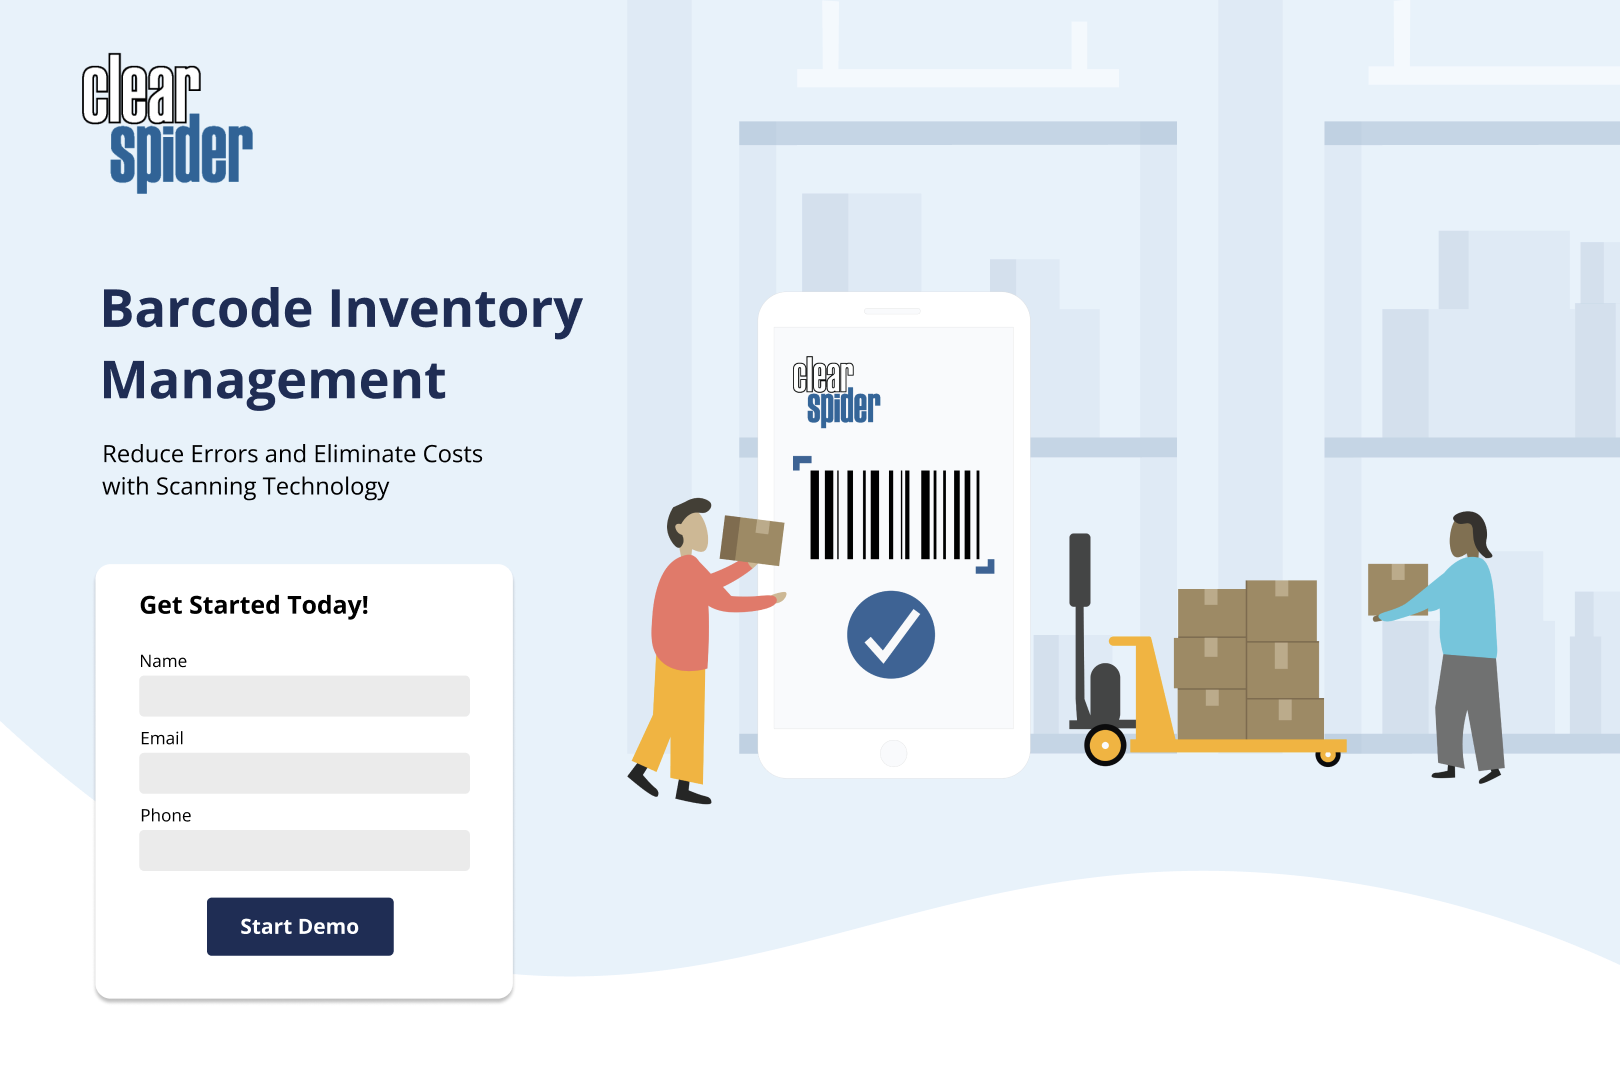 clear
spider
Barcode Inventory
Management
Reduce Errors and Eliminate Costs
with Scanning Technology
Get Started Today!
Name
Email
Phone
Start Demo
clear
spider